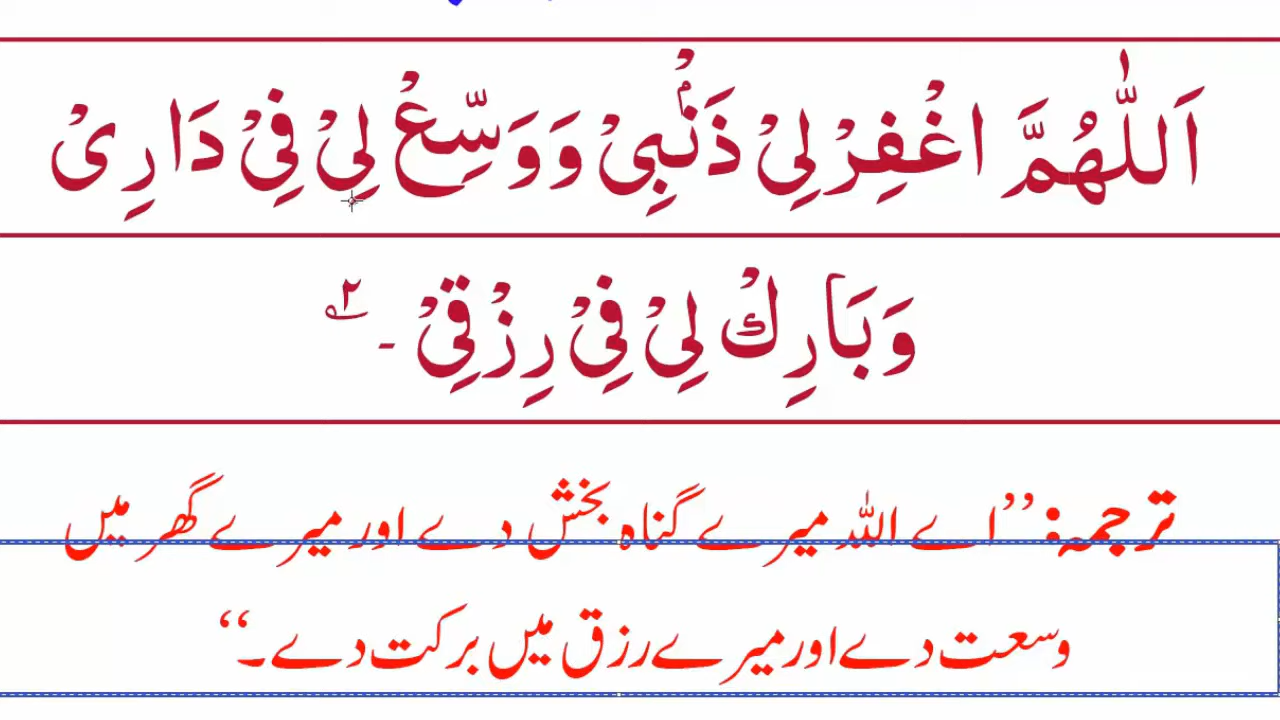 اَللّٰهُمَّ اغْفِرْ لِیْ ذَنْۢبِیْ وَوَسِّعْ لِیْ فِیْ دَارِیْ
وَبَارِكْ لِیْ فِیْ رِزْقِیْ ۔ ؎۲
ترجمہ: ’’اے اللہ میرے گناہ بخش دے اور میرے گھر میں
وسعت دے اور میرے رزق میں برکت دے۔‘‘